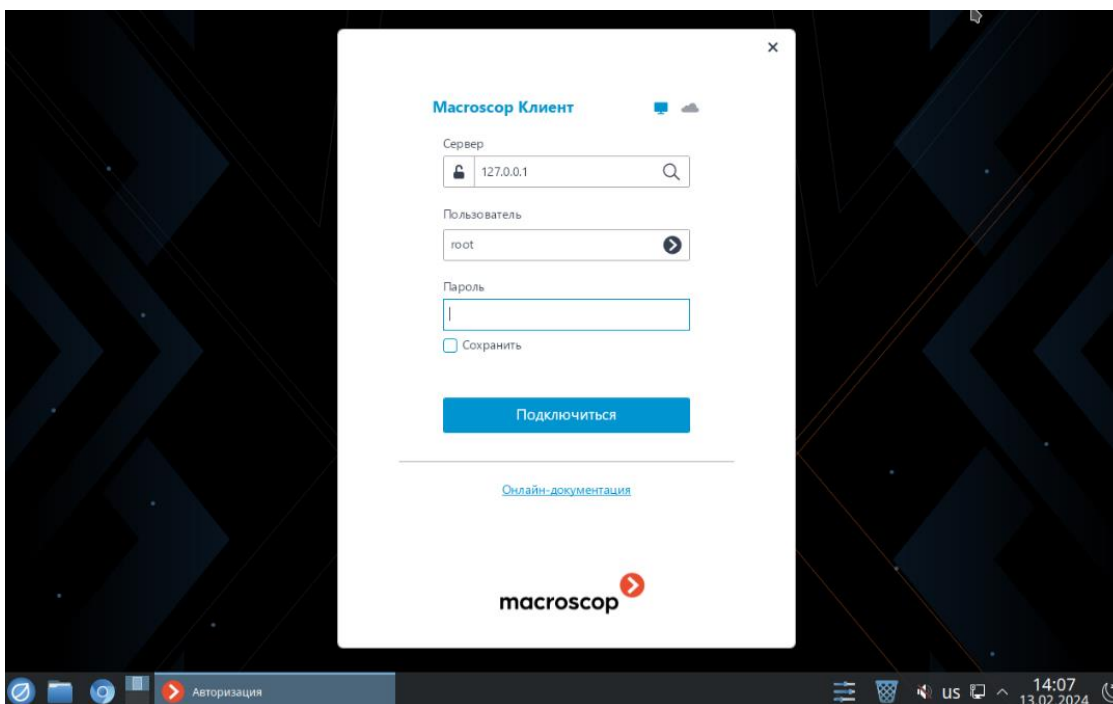 Macroscop Клиент
Сервер
127.0.0.1
Пользователь
root
Пароль
Сохранить
Подключиться
Онлайн-документация
macroscop
Авторизация
us
14:07
13.02.2024